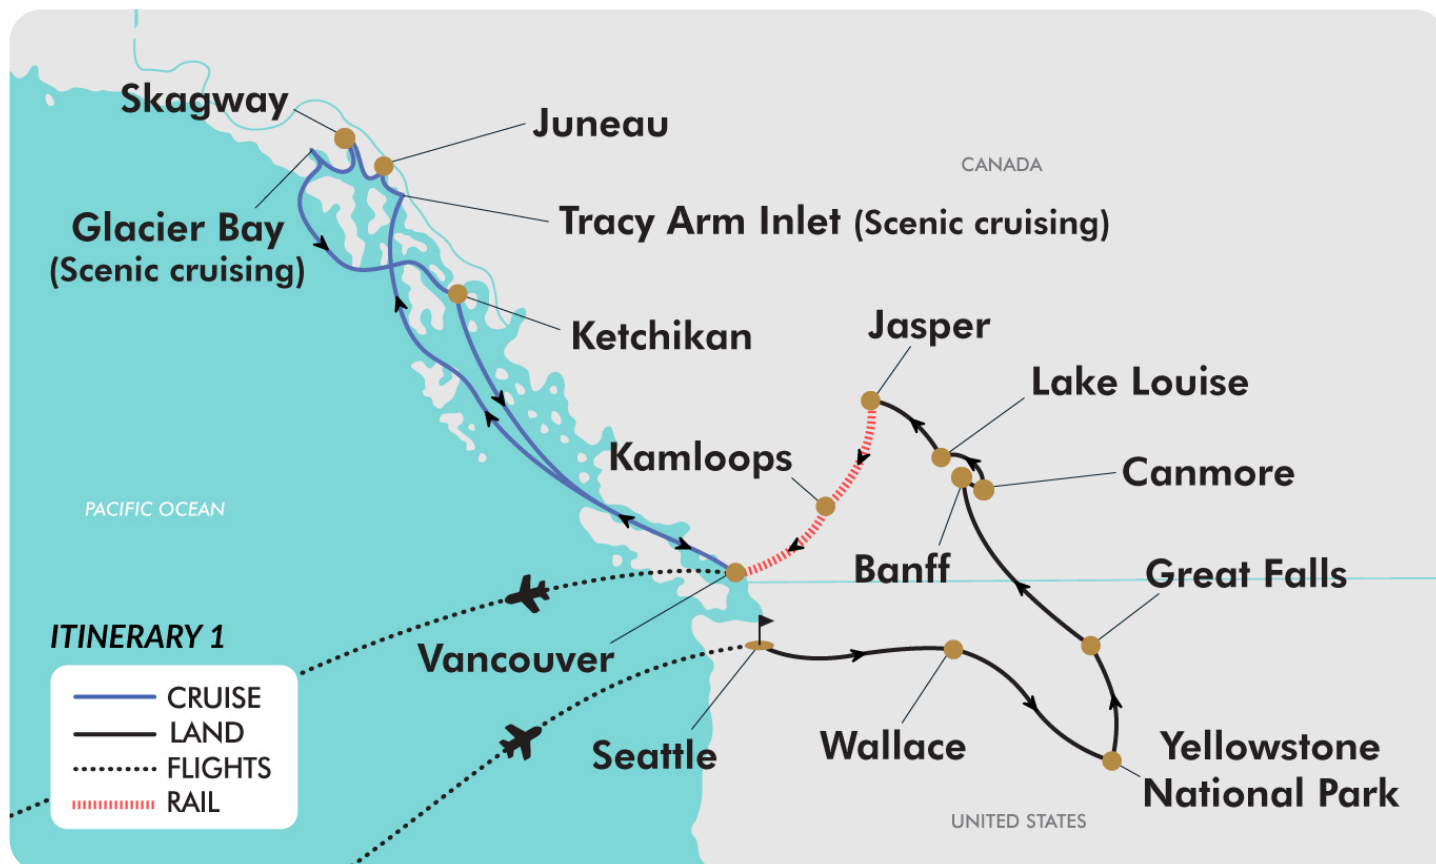 Skagway
Juneau
CANADA
Glacier Bay
(Scenic cruising)
Tracy Arm Inlet (Scenic cruising)
Ketchikan
Jasper
Lake Louise
Kamloops
Canmore
PACIFIC OCEAN
Banff
Great Falls
ITINERARY 1
Vancouver
CRUISE
LAND
FLIGHTS
RAIL
Seattle
Wallace
Yellowstone
National Park
UNITED STATES